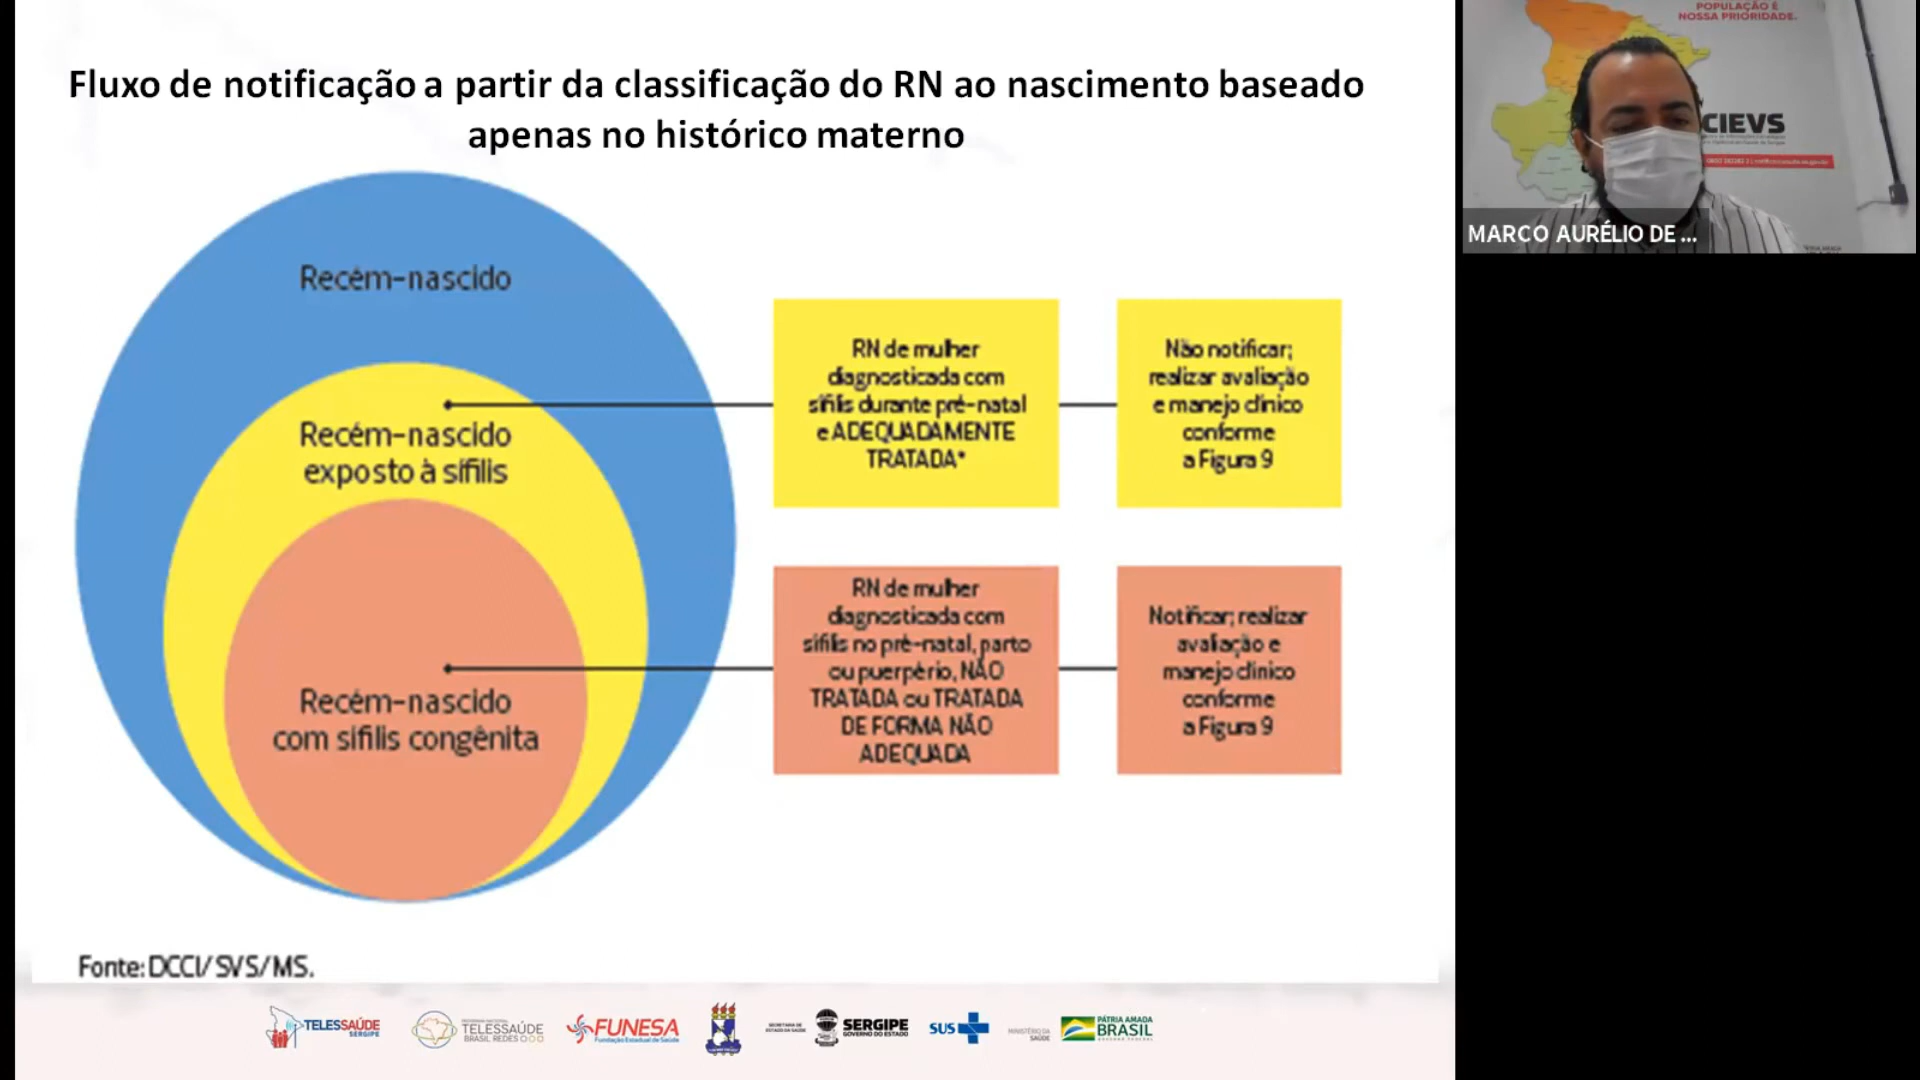 Fluxo de notificação a partir da classificação do RN ao nascimento baseado
apenas no histórico materno
Recém-nascido
Recém-nascido
exposto à sífilis
Recém-nascido
com sífilis congênita
RN de mulher
diagnosticada com
sífilis durante pré-natal
e ADEQUADAMENTE
TRATADA*
Não notificar;
realizar avaliação
e manejo clínico
conforme
a Figura 9
RN de mulher
diagnosticada com
sífilis no pré-natal, parto
ou puerpério, NÃO
TRATADA ou TRATADA
DE FORMA NÃO
ADEQUADA
Notificar; realizar
avaliação e
manejo clínico
conforme
a Figura 9
Fonte: DCCI/SVS/MS.
TELESSAÚDE
SERGIPE
TELESSAÚDE
BRASIL REDES
FUNESA
Fundação Estadual de Saúde
SECRETARIA DE
ESTADO DA SAÚDE
SERGIPE
GOVERNO DO ESTADO
SUS
MINISTÉRIO DA
SAÚDE
PÁTRIA AMADA
BRASIL
GOVERNO FEDERAL
POPULAÇÃO É
NOSSA PRIORIDADE.
CIEVS
MARCO AURÉLIO DE ...